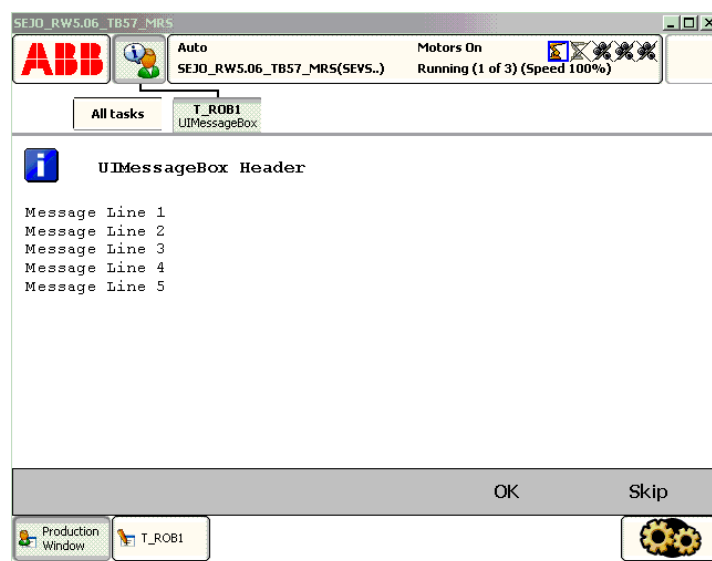 SEJO_RW5.06_TB57_MRS
ABB
Auto
SEJO_RW5.06_TB57_MRS(SEVS..)
Motors On
Running (1 of 3) (Speed 100%)
All tasks
T_ROB1
UIMessageBox
UIMessageBox Header
Message Line 1
Message Line 2
Message Line 3
Message Line 4
Message Line 5
OK
Skip
Production
Window
T_ROB1